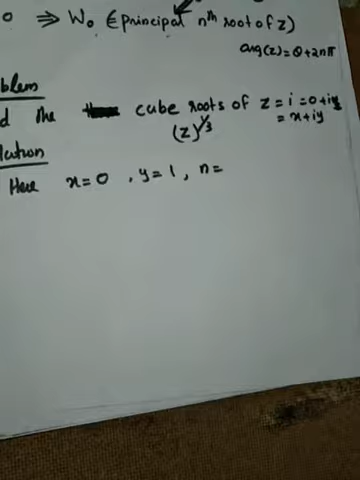 0 ⇒ W₀ ∈ principal nᵗʰ root of z)
arg(z) = θ + 2nπ
blem
d the cube roots of z = i = 0 + iy
(z)^⅓ = x + iy
lution
Here x = 0 , y = 1 , n =